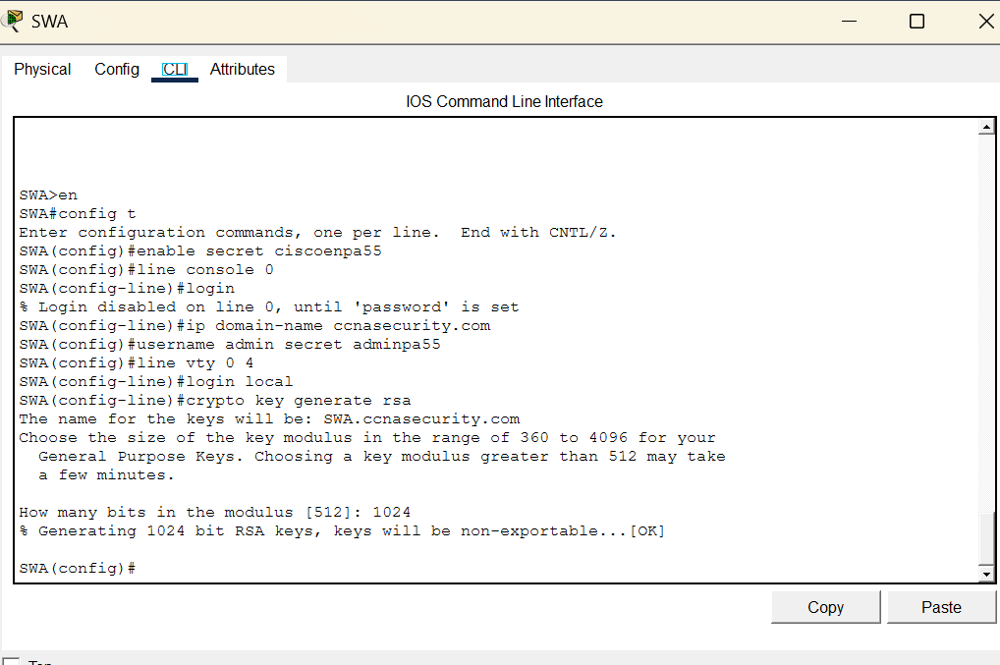 SWA
Physical Config CLI Attributes
IOS Command Line Interface
SWA>en
SWA#config t
Enter configuration commands, one per line.  End with CNTL/Z.
SWA(config)#enable secret ciscoenpa55
SWA(config)#line console 0
SWA(config-line)#login
% Login disabled on line 0, until 'password' is set
SWA(config-line)#ip domain-name ccnasecurity.com
SWA(config)#username admin secret adminpa55
SWA(config)#line vty 0 4
SWA(config-line)#login local
SWA(config-line)#crypto key generate rsa
The name for the keys will be: SWA.ccnasecurity.com
Choose the size of the key modulus in the range of 360 to 4096 for your
  General Purpose Keys. Choosing a key modulus greater than 512 may take
  a few minutes.
How many bits in the modulus [512]: 1024
% Generating 1024 bit RSA keys, keys will be non-exportable...[OK]
SWA(config)#
Copy Paste